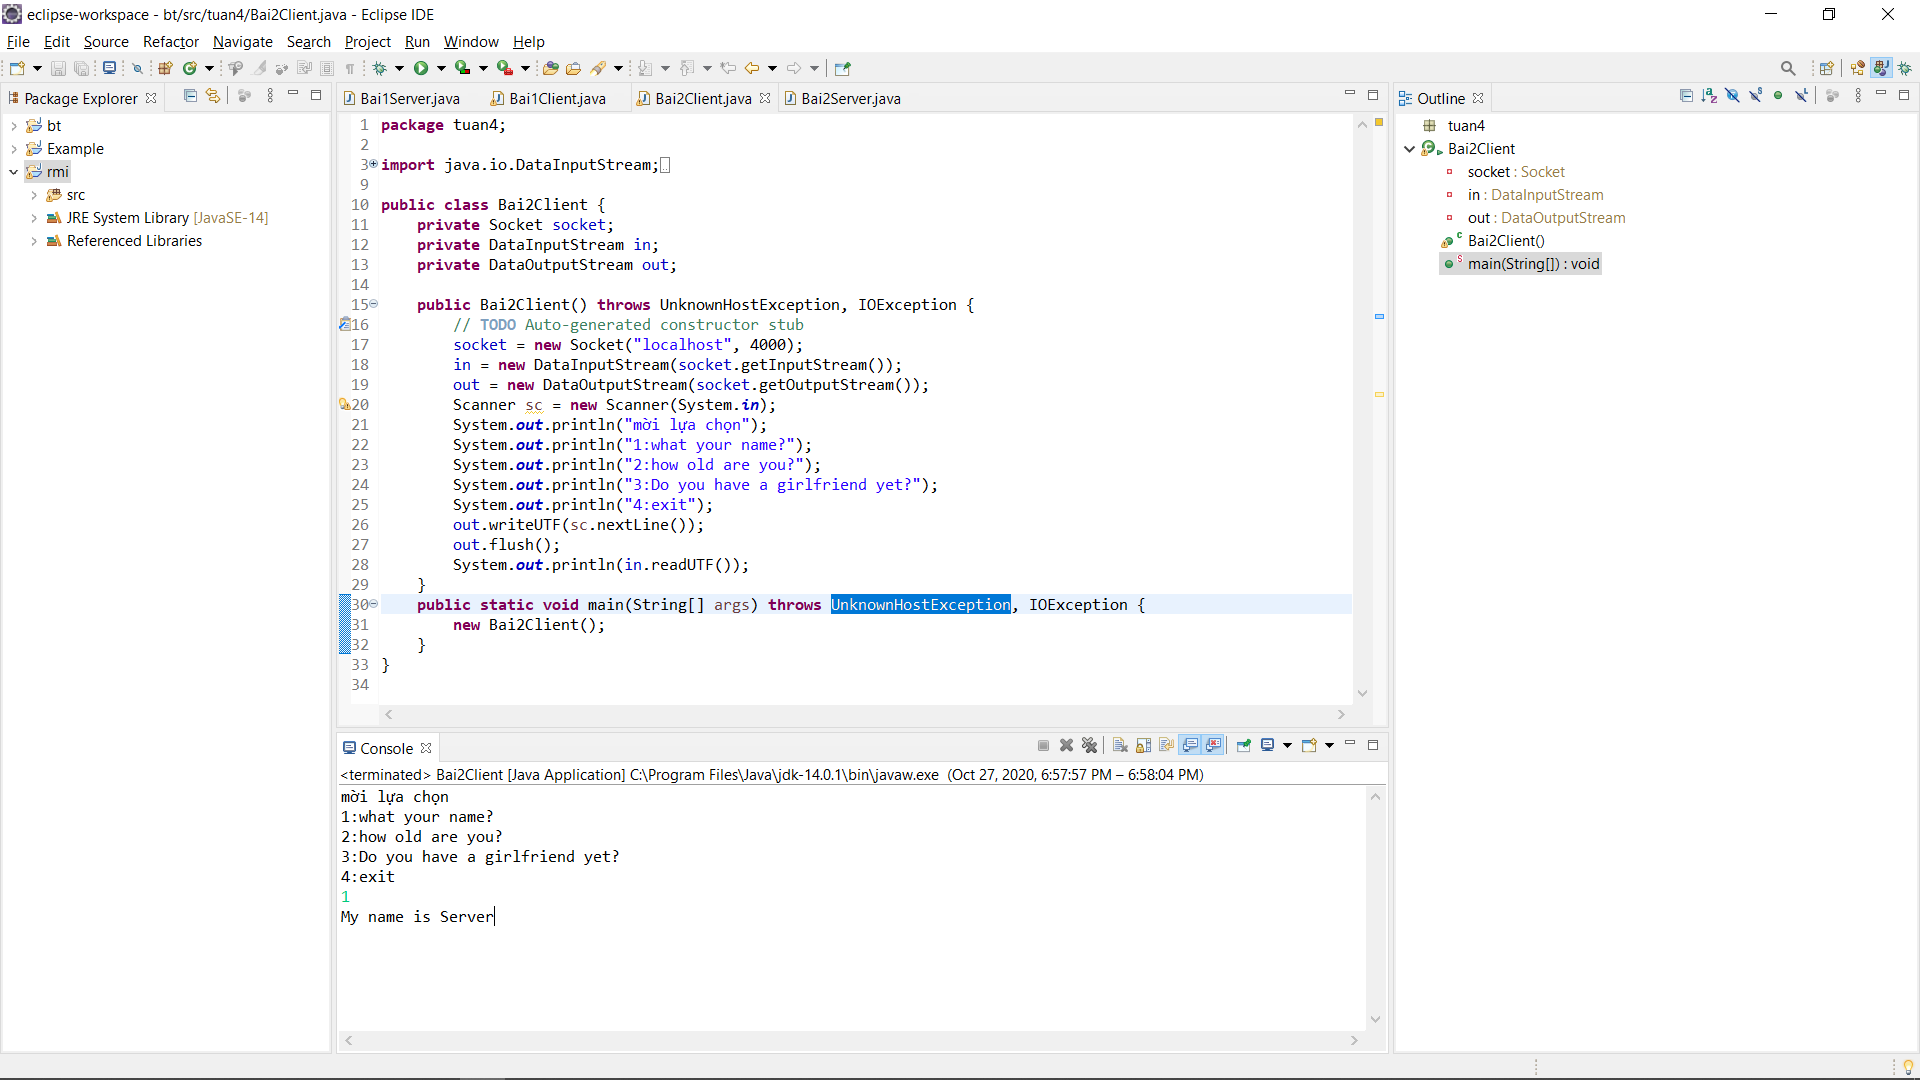 eclipse-workspace - bt/src/tuan4/Bai2Client.java - Eclipse IDE
File Edit Source Refactor Navigate Search Project Run Window Help
Package Explorer
bt
Example
rmi
src
JRE System Library [JavaSE-14]
Referenced Libraries
Bai1Server.java Bai1Client.java Bai2Client.java Bai2Server.java
1 package tuan4;
2
3 import java.io.DataInputStream;
9
10 public class Bai2Client {
11 private Socket socket;
12 private DataInputStream in;
13 private DataOutputStream out;
14
15 public Bai2Client() throws UnknownHostException, IOException {
16 // TODO Auto-generated constructor stub
17 socket = new Socket("localhost", 4000);
18 in = new DataInputStream(socket.getInputStream());
19 out = new DataOutputStream(socket.getOutputStream());
20 Scanner sc = new Scanner(System.in);
21 System.out.println("mời lựa chọn");
22 System.out.println("1:what your name?");
23 System.out.println("2:how old are you?");
24 System.out.println("3:Do you have a girlfriend yet?");
25 System.out.println("4:exit");
26 out.writeUTF(sc.nextLine());
27 out.flush();
28 System.out.println(in.readUTF());
29 }
30 public static void main(String[] args) throws UnknownHostException, IOException {
31 new Bai2Client();
32 }
33 }
34
Console
<terminated> Bai2Client [Java Application] C:\Program Files\Java\jdk-14.0.1\bin\javaw.exe (Oct 27, 2020, 6:57:57 PM – 6:58:04 PM)
mời lựa chọn
1:what your name?
2:how old are you?
3:Do you have a girlfriend yet?
4:exit
1
My name is Server
Outline
tuan4
Bai2Client
socket : Socket
in : DataInputStream
out : DataOutputStream
Bai2Client()
main(String[]) : void